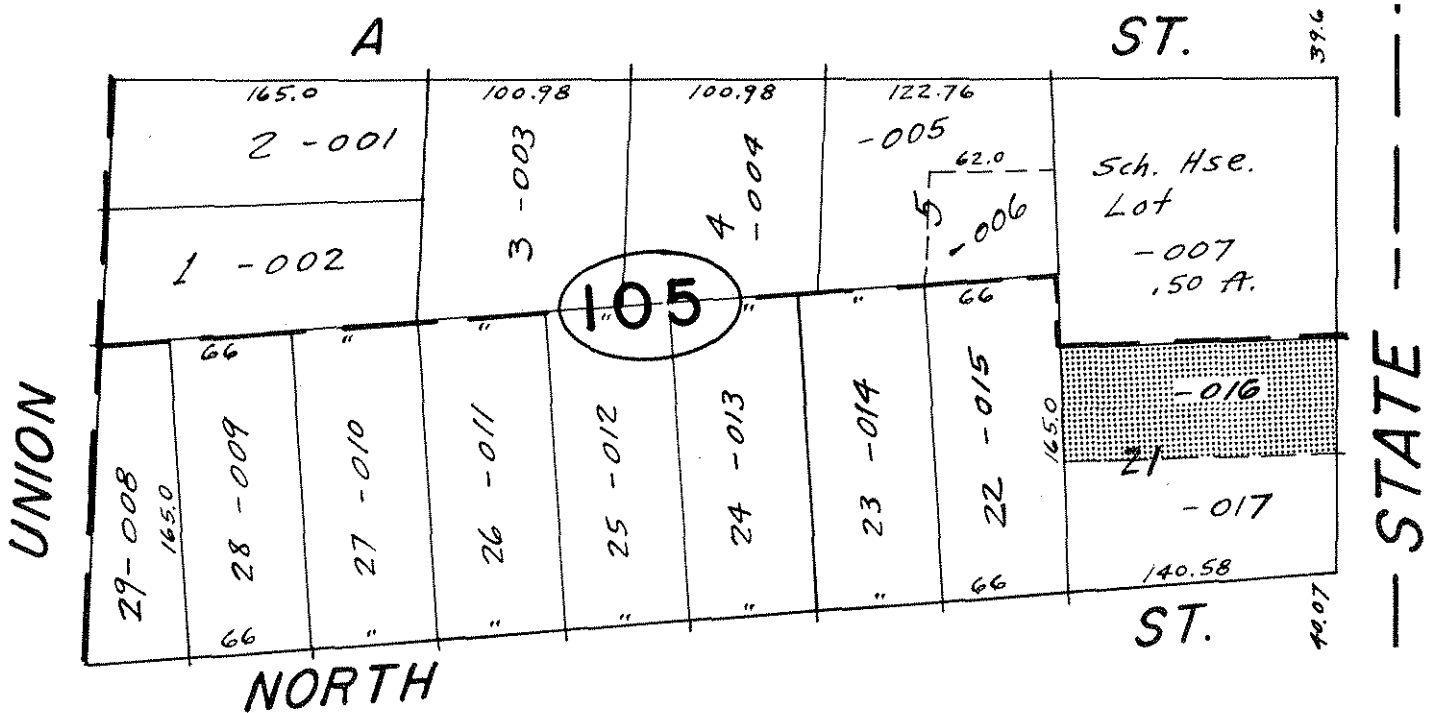 A ST.
39.6
165.0 100.98 100.98 122.76
2 -001
3 -003
4 -004
-005
62.0
5 -006
Sch. Hse.
Lot
-007
.50 A.
1 -002
105
66 " " " " " 66
UNION
29-008
165.0
28 -009
27 -010
26 -011
25 -012
24 -013
23 -014
22 -015
165.0
-016
21
-017
140.58
66 " " " " " 66
NORTH ST.
40.07
STATE